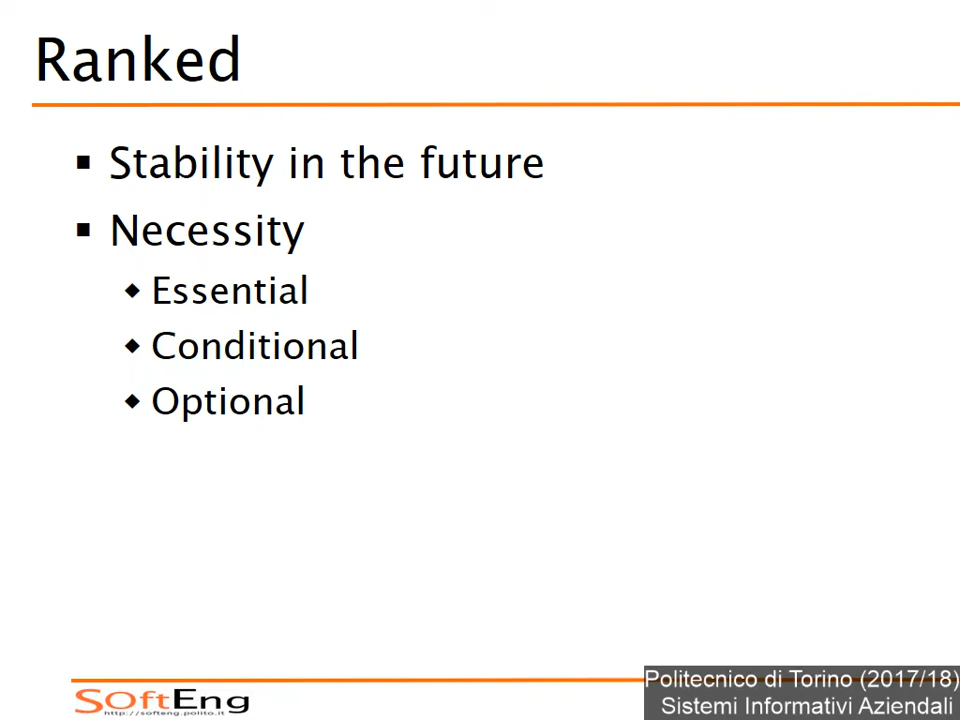 Ranked
▪ Stability in the future
▪ Necessity
◆ Essential
◆ Conditional
◆ Optional
SOftEng
http://softeng.polito.it
Politecnico di Torino (2017/18)
Sistemi Informativi Aziendali